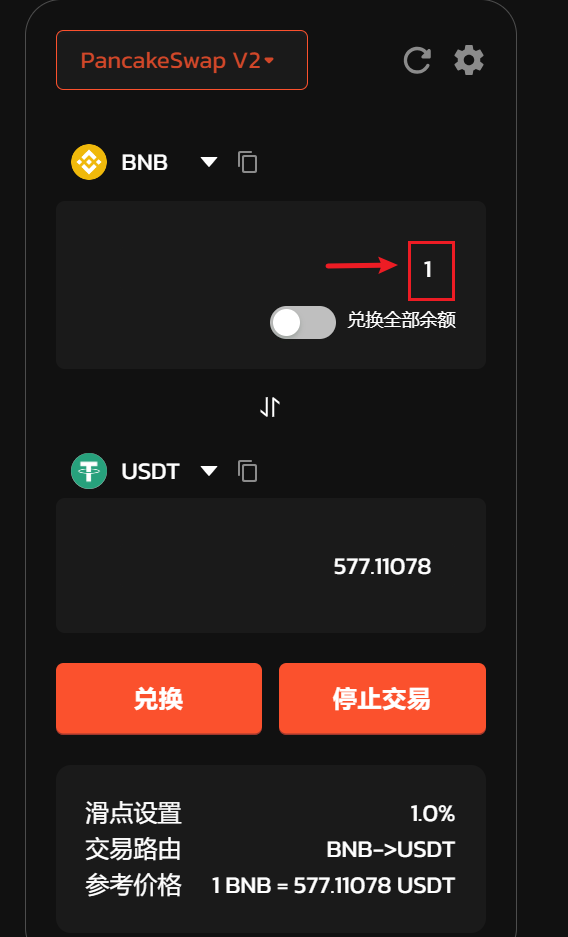 PancakeSwap V2
BNB
1
兑换全部余额
USDT
577.11078
兑换 停止交易
滑点设置 1.0%
交易路由 BNB->USDT
参考价格 1 BNB = 577.11078 USDT